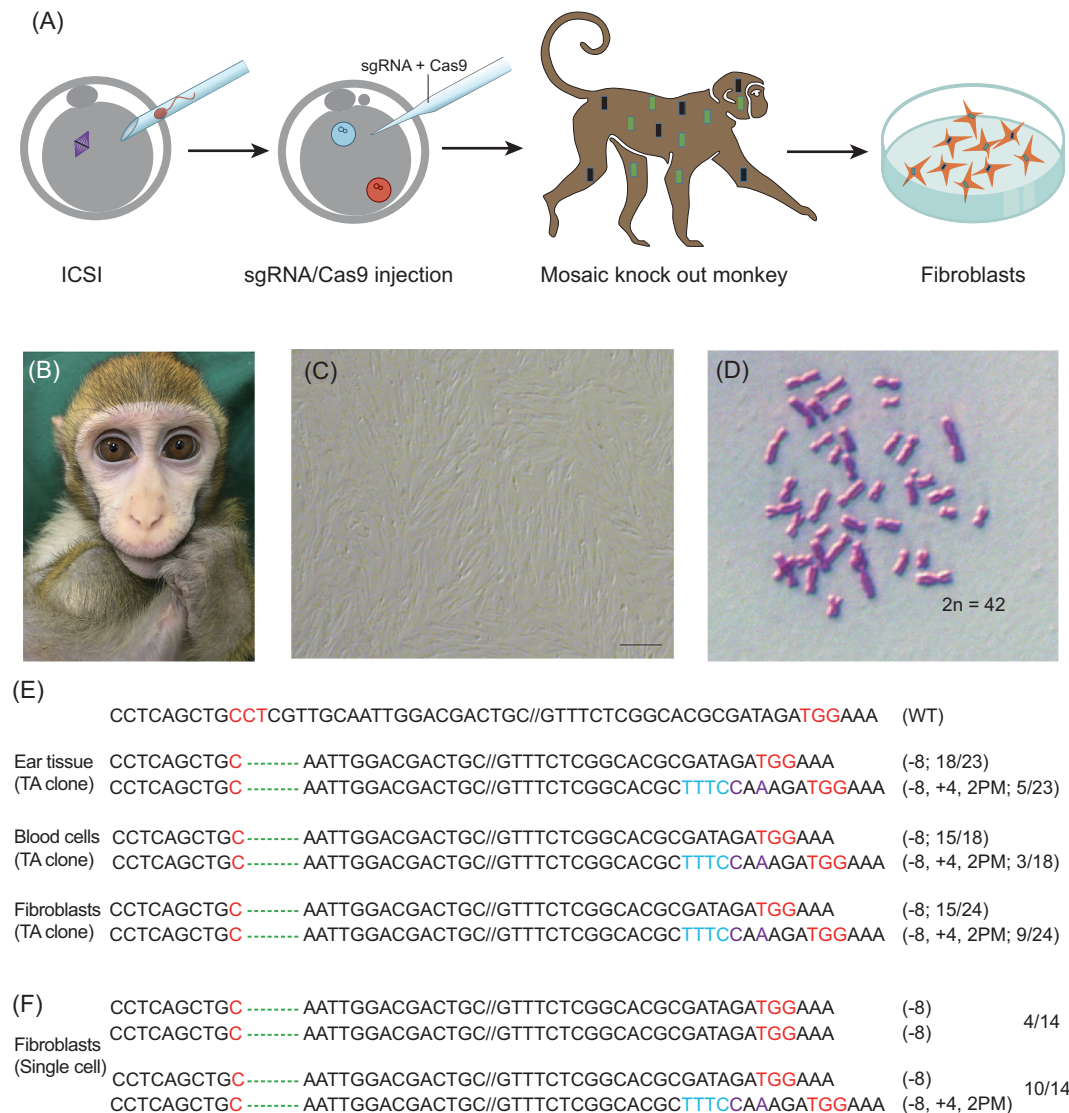 (A)
sgRNA + Cas9
ICSI
sgRNA/Cas9 injection
Mosaic knock out monkey
Fibroblasts
(B)
(C)
(D)
2n = 42
(E)
CCTCAGCTGCCTCGTTGCAATTGGACGACTGC//GTTTCTCGGCACGCGATAGATGGAAA (WT)
Ear tissue
(TA clone)
CCTCAGCTGC--------AATTGGACGACTGC//GTTTCTCGGCACGCGATAGATGGAAA (-8; 18/23)
CCTCAGCTGC--------AATTGGACGACTGC//GTTTCTCGGCACGCTTTCCAAAGATGGAAA (-8, +4, 2PM; 5/23)
Blood cells
(TA clone)
CCTCAGCTGC--------AATTGGACGACTGC//GTTTCTCGGCACGCGATAGATGGAAA (-8; 15/18)
CCTCAGCTGC--------AATTGGACGACTGC//GTTTCTCGGCACGCTTTCCAAAGATGGAAA (-8, +4, 2PM; 3/18)
Fibroblasts
(TA clone)
CCTCAGCTGC--------AATTGGACGACTGC//GTTTCTCGGCACGCGATAGATGGAAA (-8; 15/24)
CCTCAGCTGC--------AATTGGACGACTGC//GTTTCTCGGCACGCTTTCCAAAGATGGAAA (-8, +4, 2PM; 9/24)
(F)
Fibroblasts
(Single cell)
CCTCAGCTGC--------AATTGGACGACTGC//GTTTCTCGGCACGCGATAGATGGAAA (-8)
CCTCAGCTGC--------AATTGGACGACTGC//GTTTCTCGGCACGCGATAGATGGAAA (-8)
4/14
CCTCAGCTGC--------AATTGGACGACTGC//GTTTCTCGGCACGCGATAGATGGAAA (-8)
CCTCAGCTGC--------AATTGGACGACTGC//GTTTCTCGGCACGCTTTCCAAAGATGGAAA (-8, +4, 2PM)
10/14